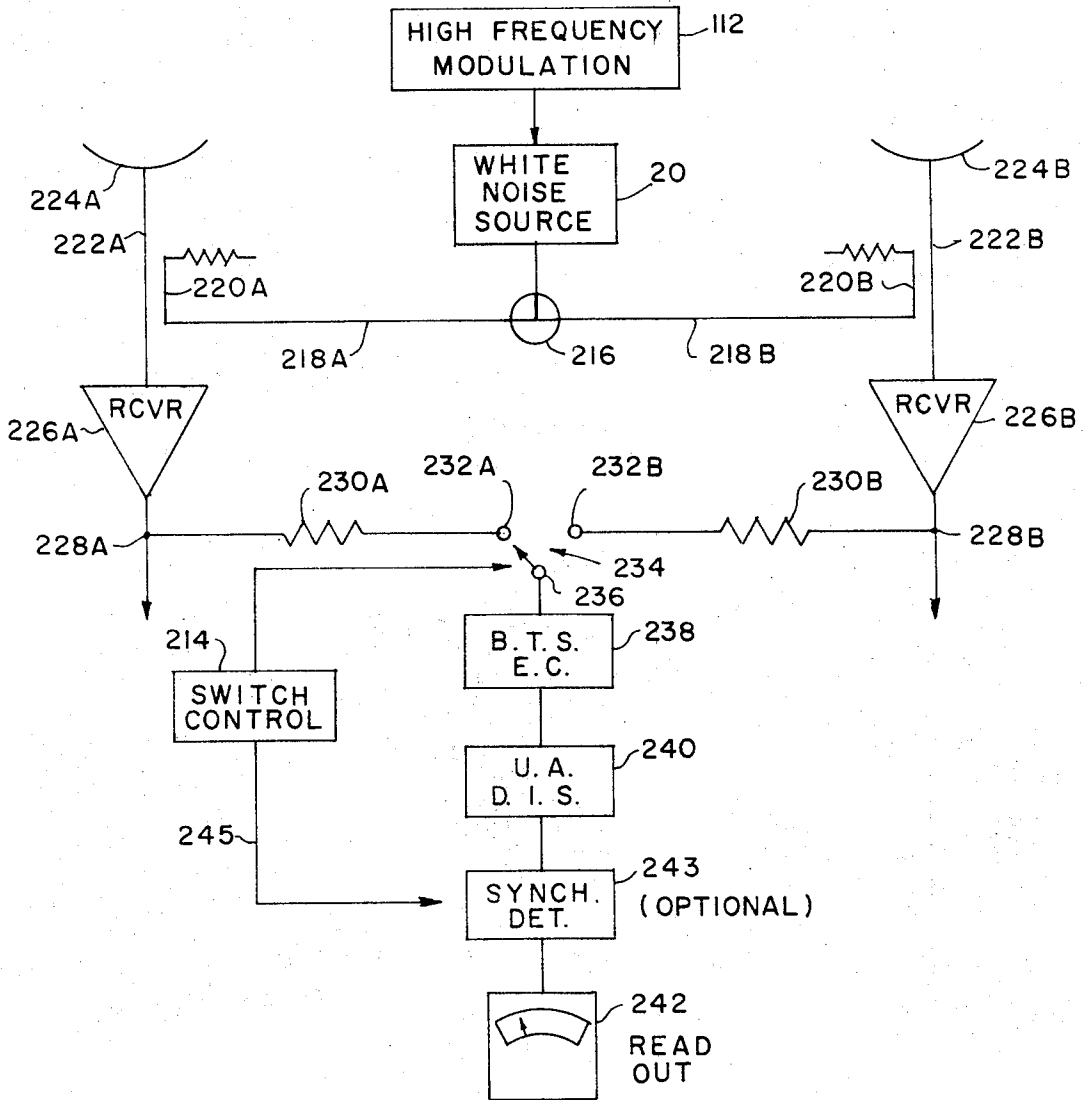 HIGH FREQUENCY
MODULATION
112
WHITE
NOISE
SOURCE
20
224A
224B
222A
222B
220A
220B
218A
216
218B
RCVR
226A
RCVR
226B
232A
232B
230A
230B
228A
228B
234
236
214
SWITCH
CONTROL
B. T. S.
E. C.
238
U. A.
D. I. S.
240
245
243
SYNCH.
DET.
(OPTIONAL)
242
READ
OUT